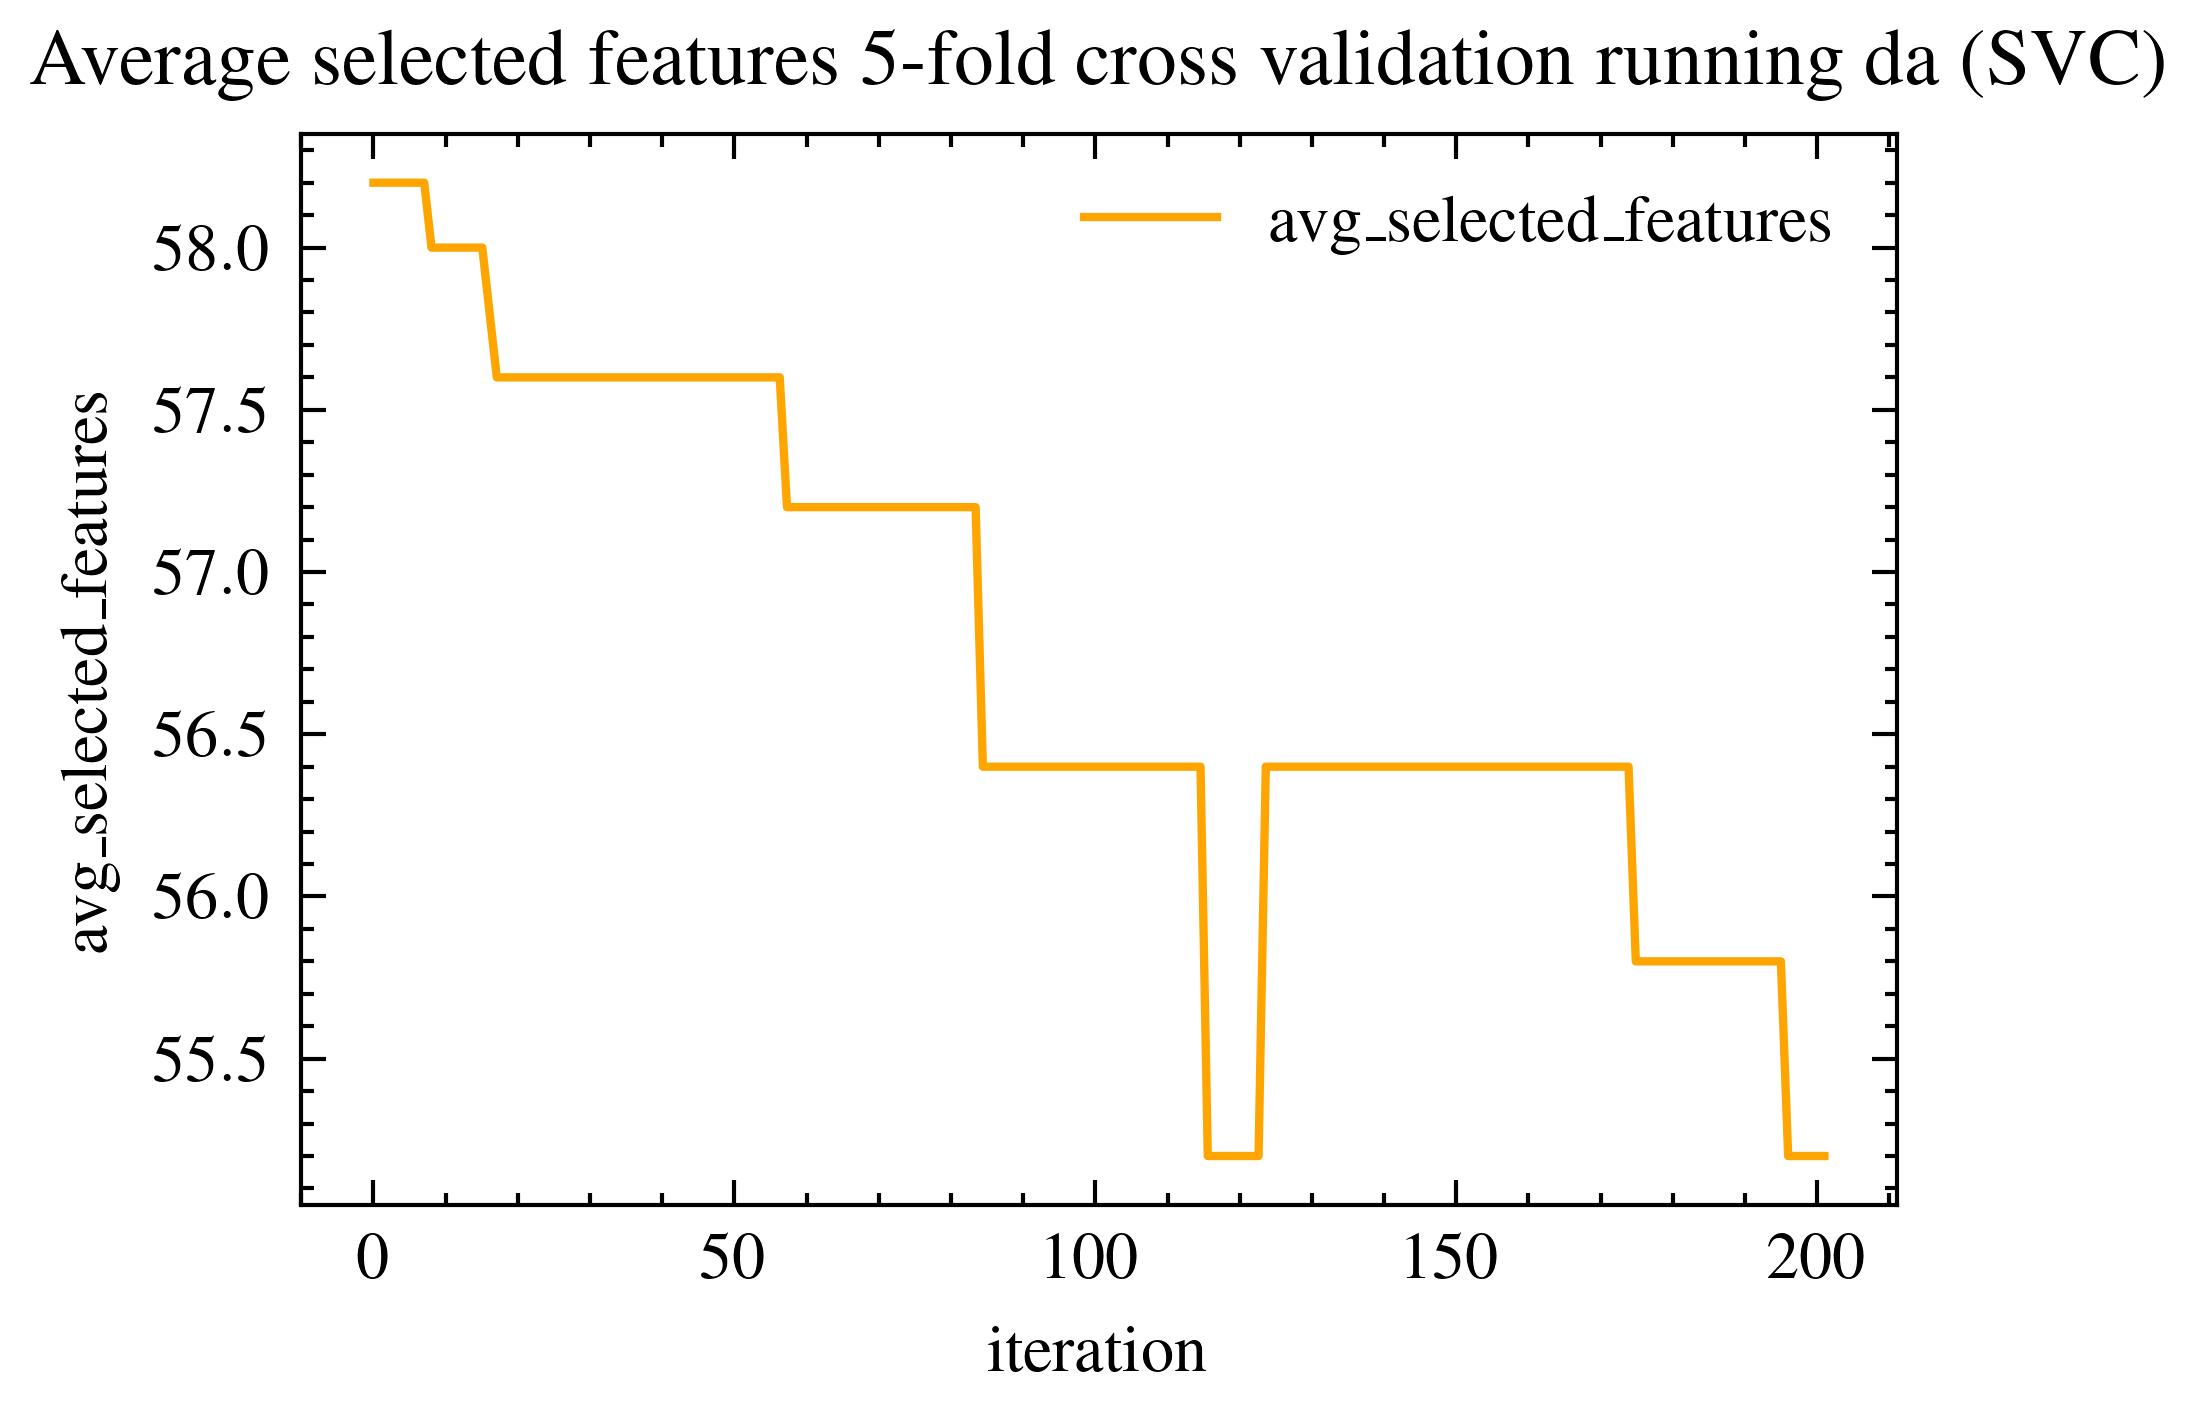 Average selected features 5-fold cross validation running da (SVC)
avg_selected_features
58.0
57.5
57.0
56.5
56.0
55.5
avg_selected_features
0 50 100 150 200
iteration